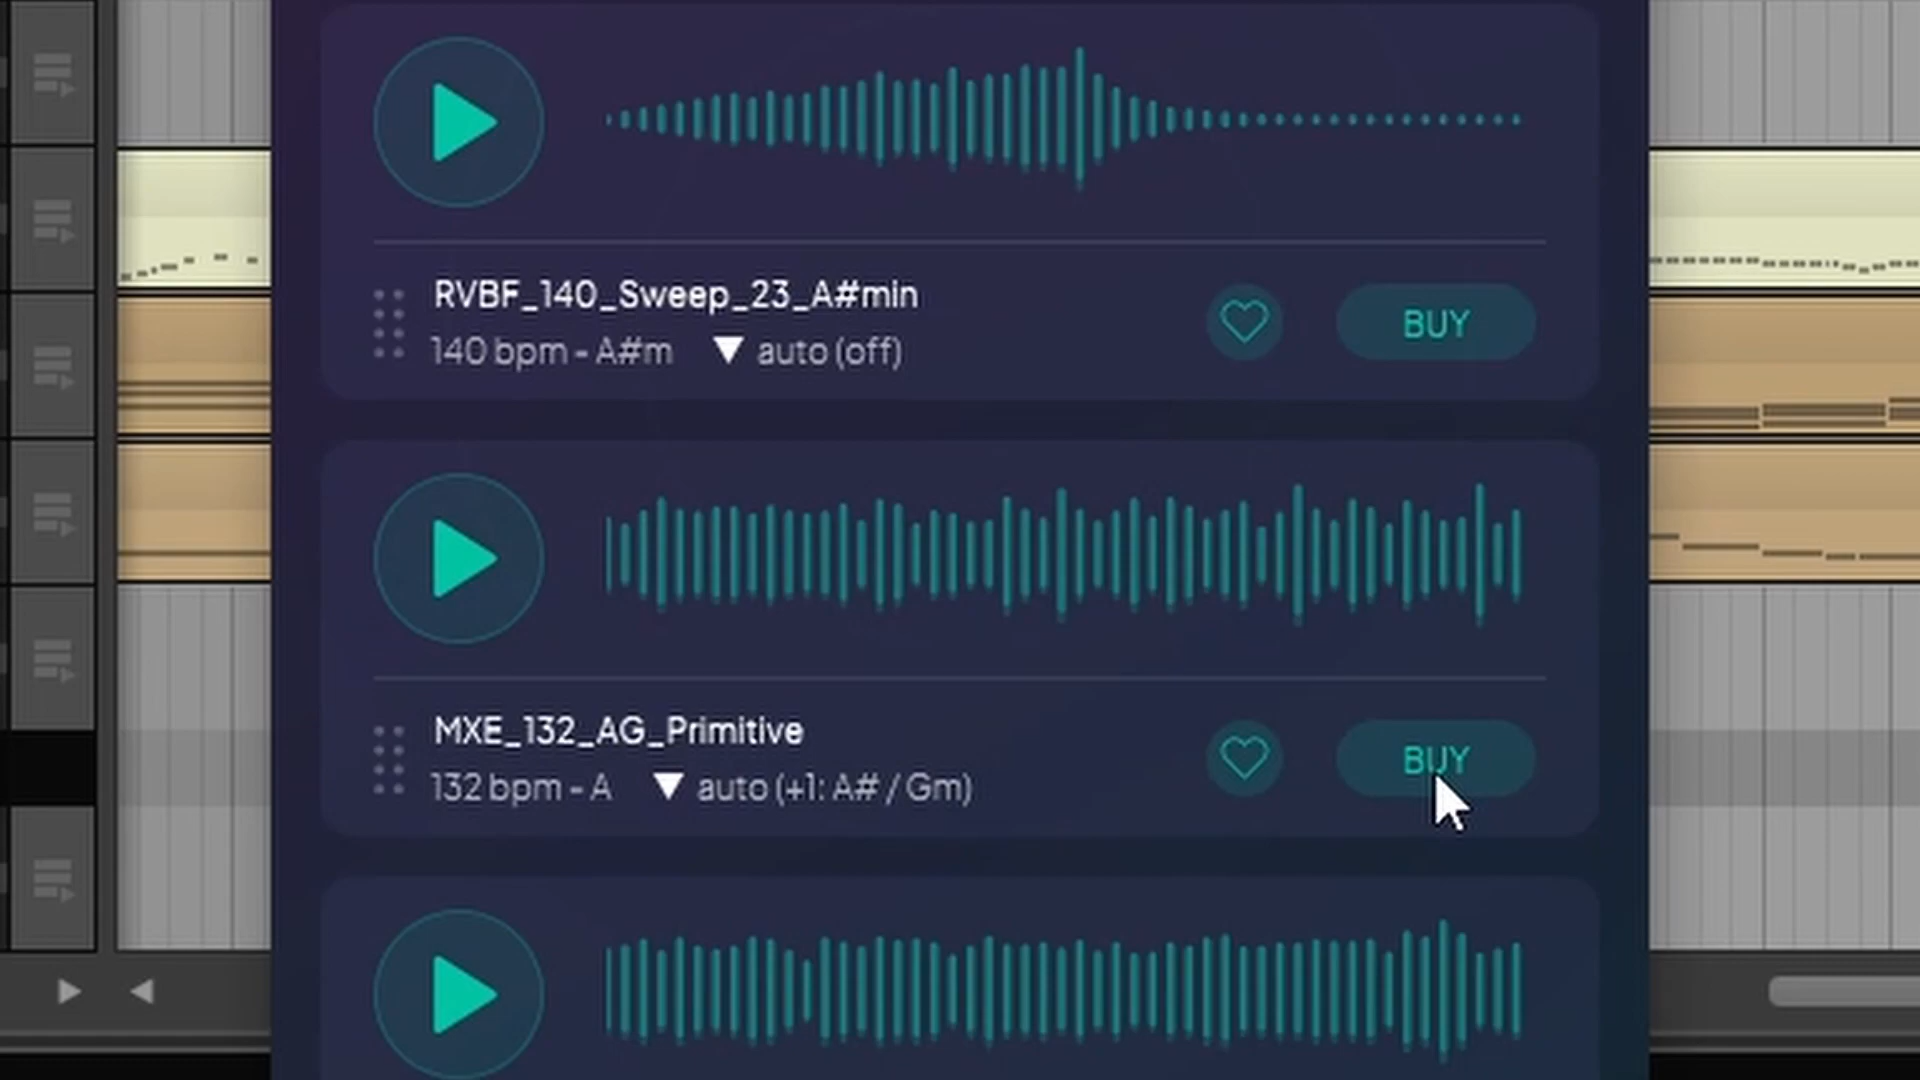 RVBF_140_Sweep_23_A#min
140 bpm - A#m auto (off)
BUY
MXE_132_AG_Primitive
132 bpm - A auto (+1: A# / Gm)
BUY